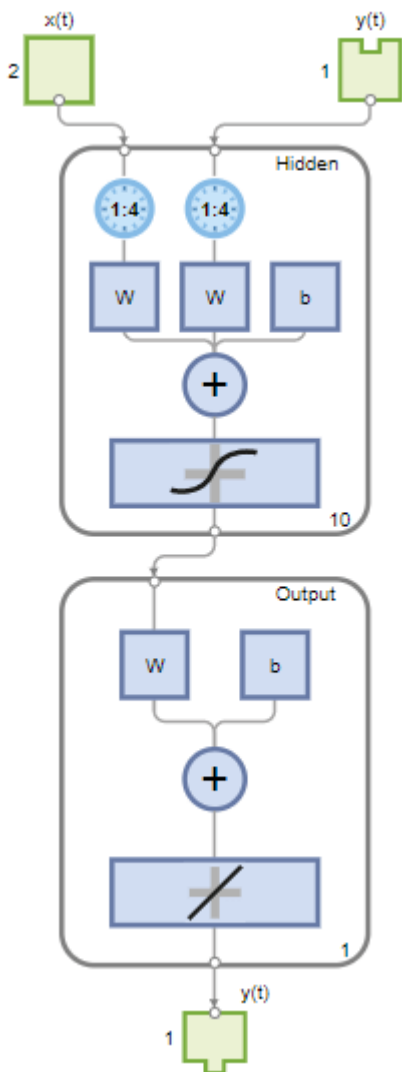 x(t) y(t)
2 1
Hidden
1:4 1:4
W W b
+
10
Output
W b
+
1
y(t)
1